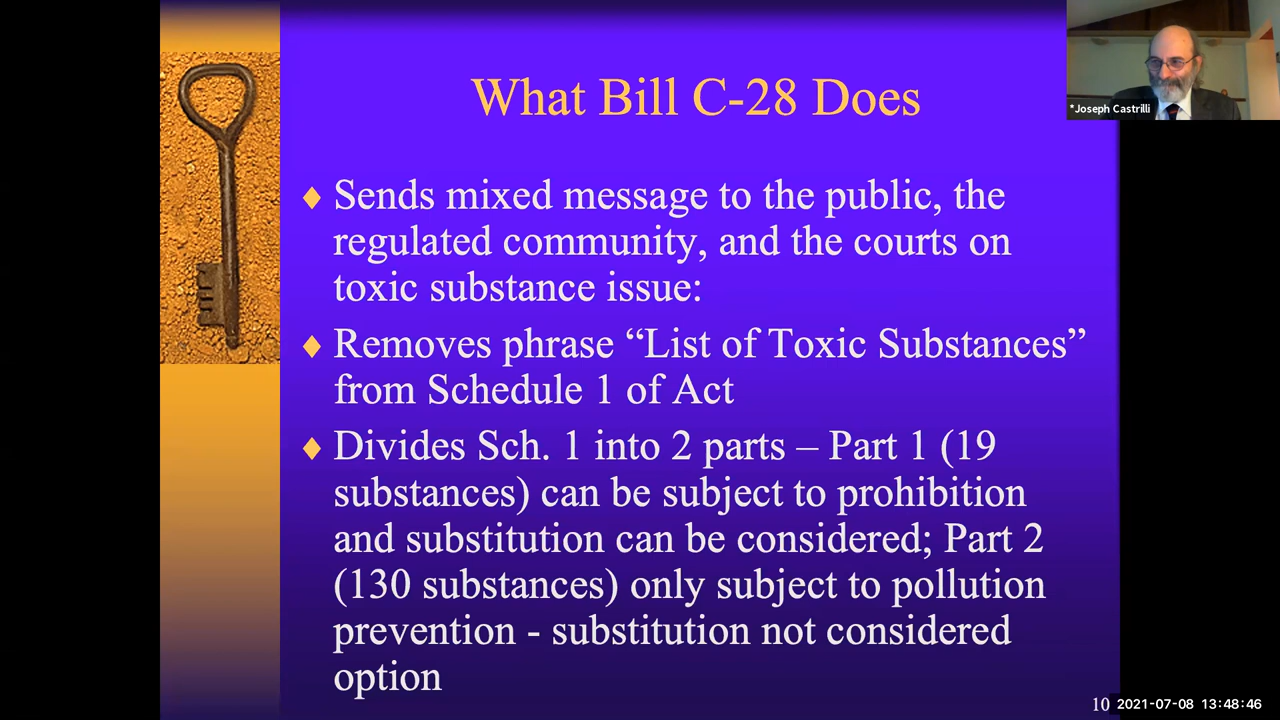 What Bill C-28 Does
*Joseph Castrilli
♦ Sends mixed message to the public, the
regulated community, and the courts on
toxic substance issue:
♦ Removes phrase “List of Toxic Substances”
from Schedule 1 of Act
♦ Divides Sch. 1 into 2 parts – Part 1 (19
substances) can be subject to prohibition
and substitution can be considered; Part 2
(130 substances) only subject to pollution
prevention - substitution not considered
option
10
2021-07-08 13:48:46